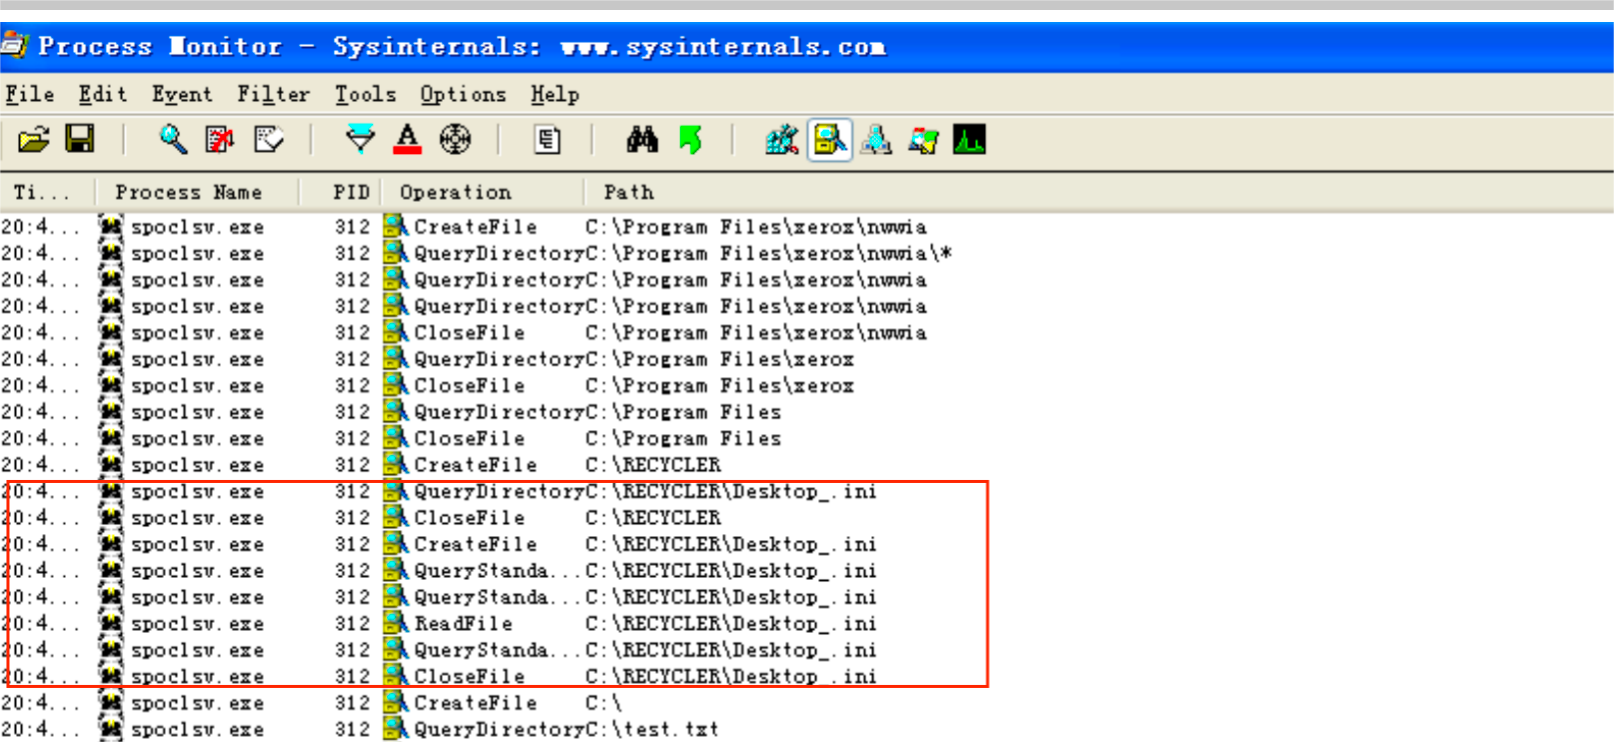 Process Monitor - Sysinternals: www.sysinternals.com
File Edit Event Filter Tools Options Help
Ti... Process Name PID Operation Path
20:4... spoclsv.exe 312 CreateFile C:\Program Files\xerox\nwwia
20:4... spoclsv.exe 312 QueryDirectory C:\Program Files\xerox\nwwia\*
20:4... spoclsv.exe 312 QueryDirectory C:\Program Files\xerox\nwwia
20:4... spoclsv.exe 312 QueryDirectory C:\Program Files\xerox\nwwia
20:4... spoclsv.exe 312 CloseFile C:\Program Files\xerox\nwwia
20:4... spoclsv.exe 312 QueryDirectory C:\Program Files\xerox
20:4... spoclsv.exe 312 CloseFile C:\Program Files\xerox
20:4... spoclsv.exe 312 QueryDirectory C:\Program Files
20:4... spoclsv.exe 312 CloseFile C:\Program Files
20:4... spoclsv.exe 312 CreateFile C:\RECYCLER
20:4... spoclsv.exe 312 QueryDirectory C:\RECYCLER\Desktop_.ini
20:4... spoclsv.exe 312 CloseFile C:\RECYCLER
20:4... spoclsv.exe 312 CreateFile C:\RECYCLER\Desktop_.ini
20:4... spoclsv.exe 312 QueryStanda... C:\RECYCLER\Desktop_.ini
20:4... spoclsv.exe 312 QueryStanda... C:\RECYCLER\Desktop_.ini
20:4... spoclsv.exe 312 ReadFile C:\RECYCLER\Desktop_.ini
20:4... spoclsv.exe 312 QueryStanda... C:\RECYCLER\Desktop_.ini
20:4... spoclsv.exe 312 CloseFile C:\RECYCLER\Desktop_.ini
20:4... spoclsv.exe 312 CreateFile C:\
20:4... spoclsv.exe 312 QueryDirectory C:\test.txt